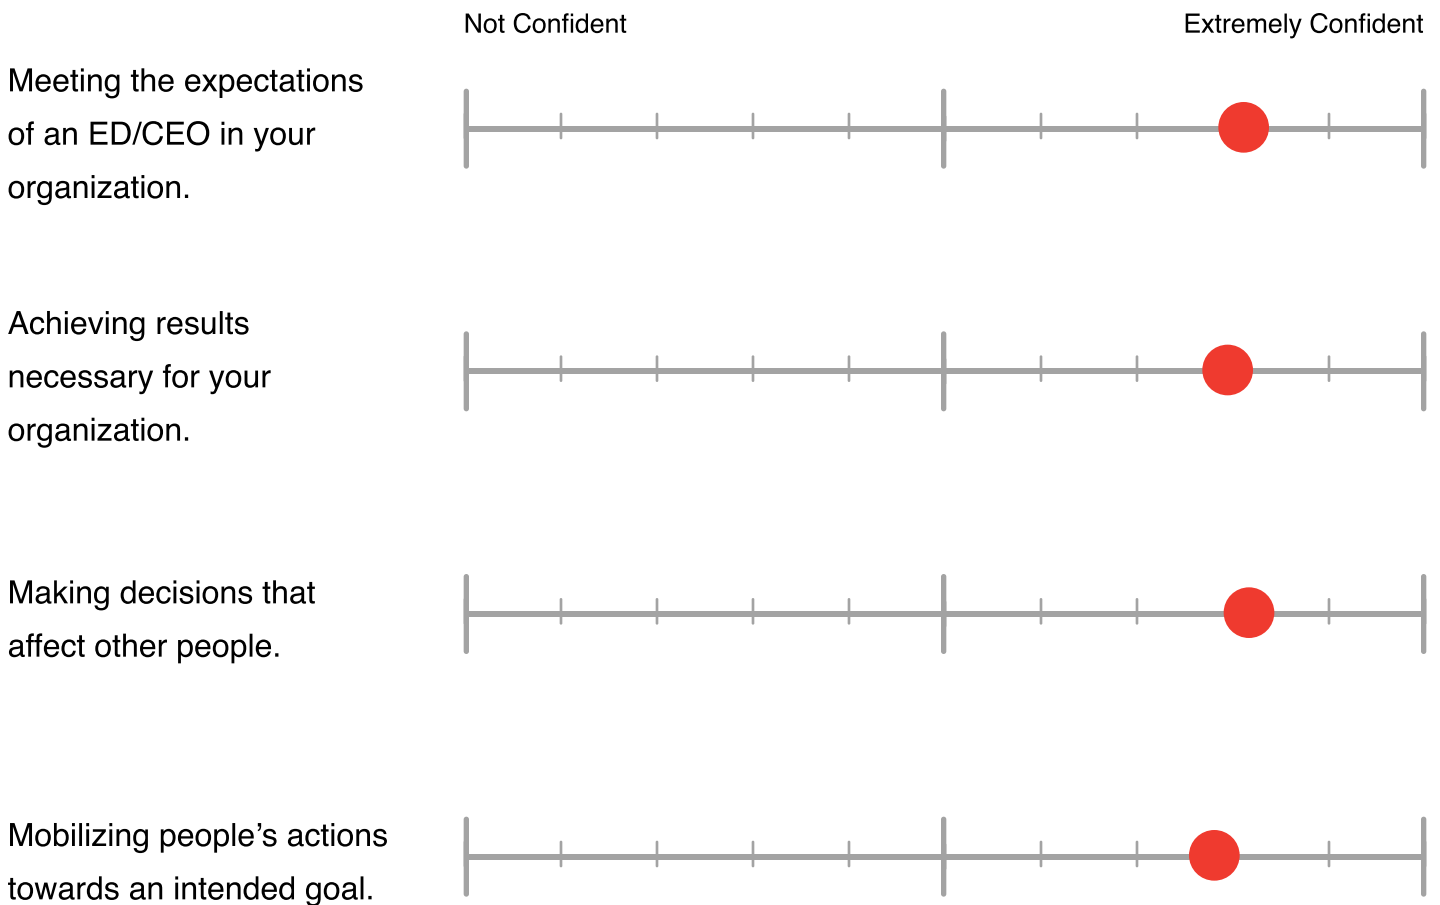 Not Confident
Extremely Confident
Meeting the expectations
of an ED/CEO in your
organization.
Achieving results
necessary for your
organization.
Making decisions that
affect other people.
Mobilizing people’s actions
towards an intended goal.